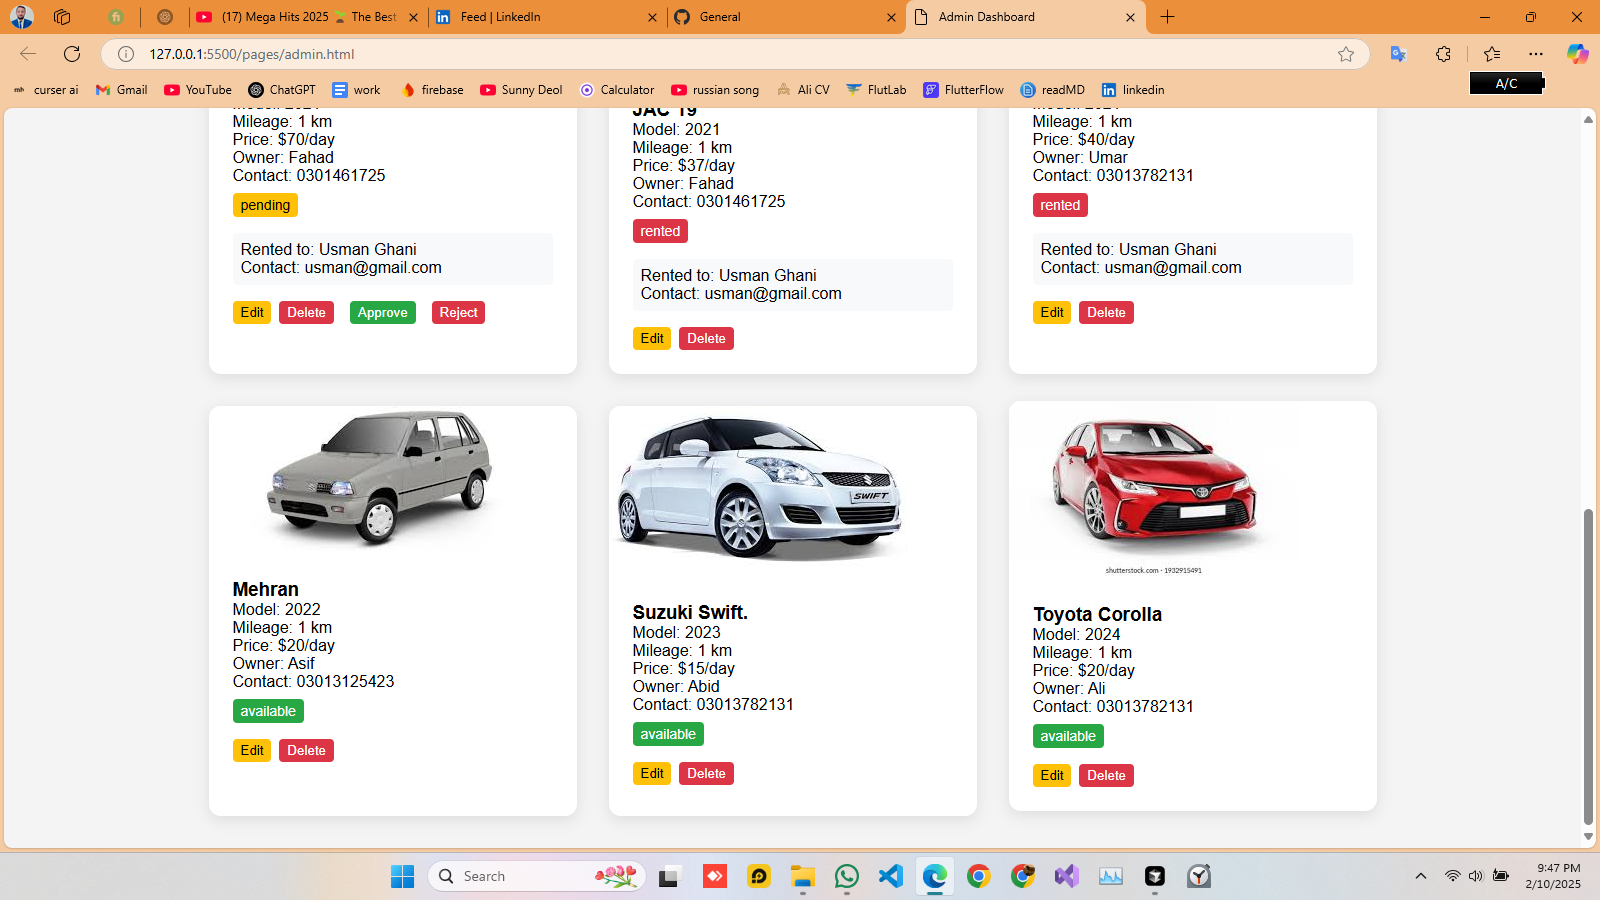 (17) Mega Hits 2025 🌱 The Best
Feed | LinkedIn
General
Admin Dashboard
127.0.0.1:5500/pages/admin.html
curser ai
Gmail
YouTube
ChatGPT
work
firebase
Sunny Deol
Calculator
russian song
Ali CV
FlutLab
FlutterFlow
readMD
linkedin
A/C
Mileage: 1 km
Price: $70/day
Owner: Fahad
Contact: 0301461725
pending
Rented to: Usman Ghani
Contact: usman@gmail.com
Edit Delete Approve Reject
JAC 19
Model: 2021
Mileage: 1 km
Price: $37/day
Owner: Fahad
Contact: 0301461725
rented
Rented to: Usman Ghani
Contact: usman@gmail.com
Edit Delete
Mileage: 1 km
Price: $40/day
Owner: Umar
Contact: 03013782131
rented
Rented to: Usman Ghani
Contact: usman@gmail.com
Edit Delete
Mehran
Model: 2022
Mileage: 1 km
Price: $20/day
Owner: Asif
Contact: 03013125423
available
Edit Delete
SWIFT
Suzuki Swift.
Model: 2023
Mileage: 1 km
Price: $15/day
Owner: Abid
Contact: 03013782131
available
Edit Delete
shutterstock.com · 1932915491
Toyota Corolla
Model: 2024
Mileage: 1 km
Price: $20/day
Owner: Ali
Contact: 03013782131
available
Edit Delete
Search
9:47 PM
2/10/2025